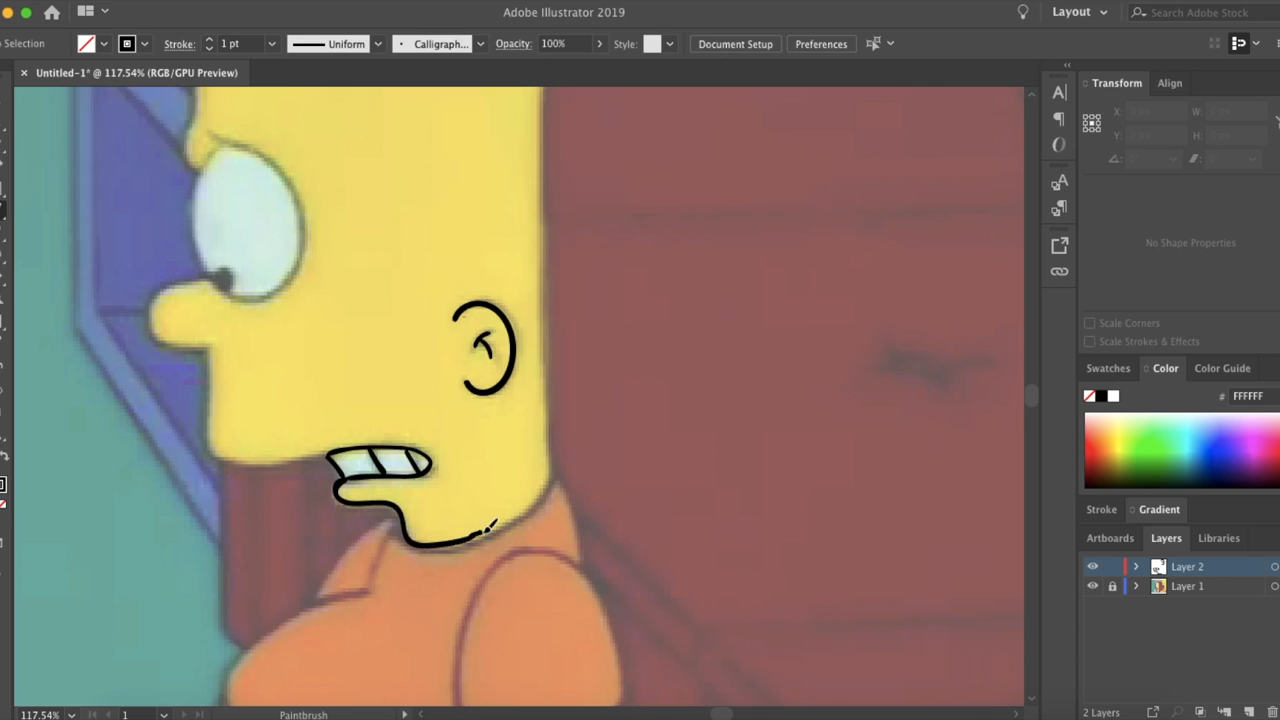 Adobe Illustrator 2019
Layout
Search Adobe Stock
Selection
Stroke:
1 pt
Uniform
Calligraph...
Opacity:
100%
Style:
Document Setup
Preferences
Untitled-1* @ 117.54% (RGB/GPU Preview)
Transform
Align
X:
W:
Y:
H:
No Shape Properties
Scale Corners
Scale Strokes & Effects
Swatches
Color
Color Guide
# FFFFFF
Stroke
Gradient
Artboards
Layers
Libraries
Layer 2
Layer 1
117.54%
1
Paintbrush
2 Layers